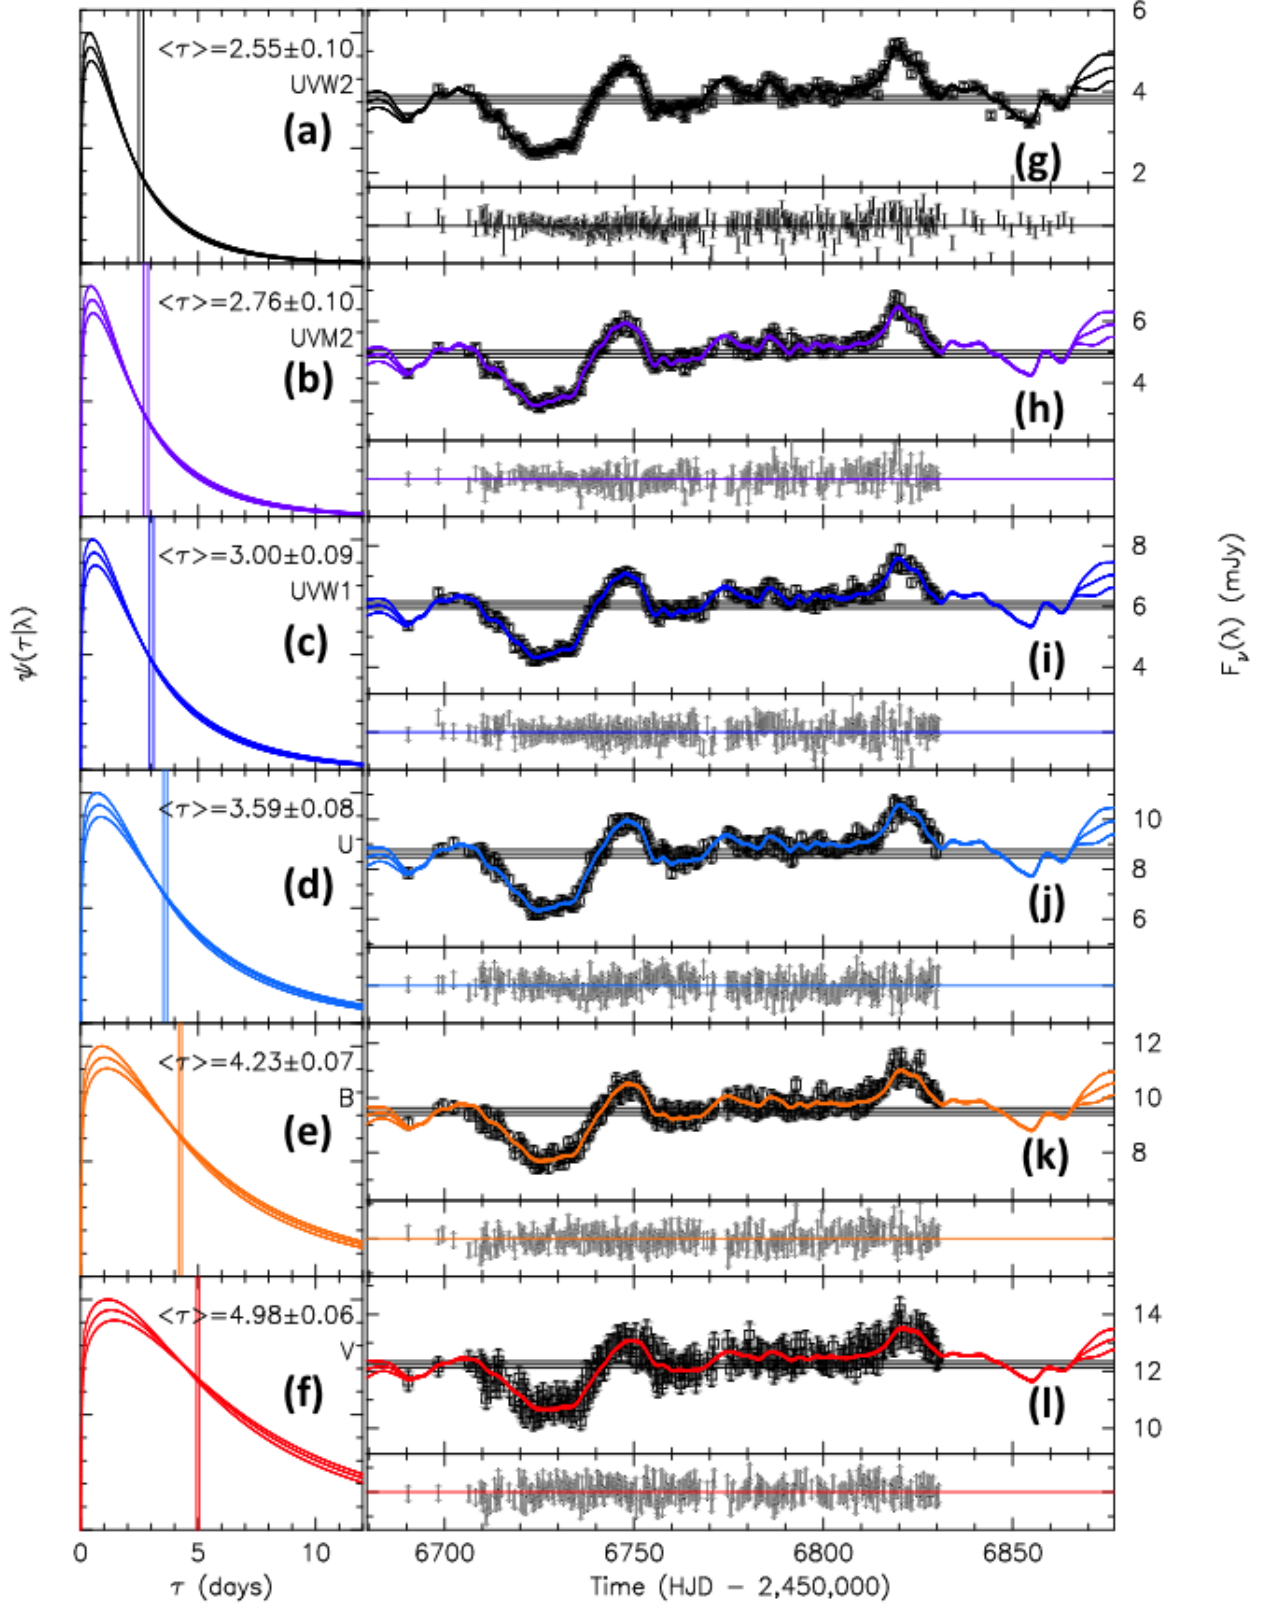 <τ>=2.55±0.10
UVW2
(a)
(g)
6
4
2
<τ>=2.76±0.10
UVM2
(b)
(h)
6
4
<τ>=3.00±0.09
UVW1
(c)
(i)
8
6
4
<τ>=3.59±0.08
U
(d)
(j)
10
8
6
<τ>=4.23±0.07
B
(e)
(k)
12
10
8
<τ>=4.98±0.06
V
(f)
(l)
14
12
10
ψ(τ|λ)
Fν(λ) (mJy)
0 5 10 6700 6750 6800 6850
τ (days) Time (HJD − 2,450,000)